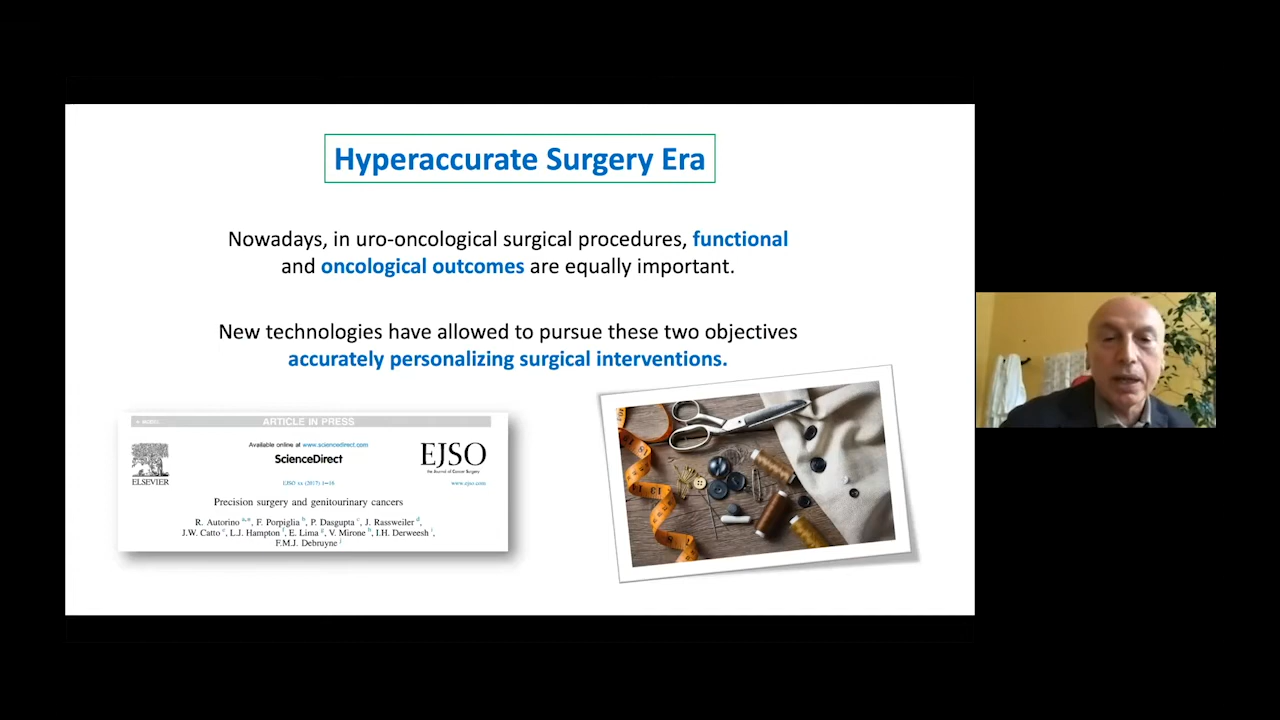 Hyperaccurate Surgery Era
Nowadays, in uro-oncological surgical procedures, functional
and oncological outcomes are equally important.
New technologies have allowed to pursue these two objectives
accurately personalizing surgical interventions.
ARTICLE IN PRESS
Available online at www.sciencedirect.com
ScienceDirect
ELSEVIER
EJSO
the Journal of Cancer Surgery
EJSO xx (2017) 1–16
www.ejso.com
Precision surgery and genitourinary cancers
R. Autorino, F. Porpiglia, P. Dasgupta, J. Rassweiler,
J.W. Catto, L.J. Hampton, E. Lima, V. Mirone, I.H. Derweesh,
F.M.J. Debruyne
13